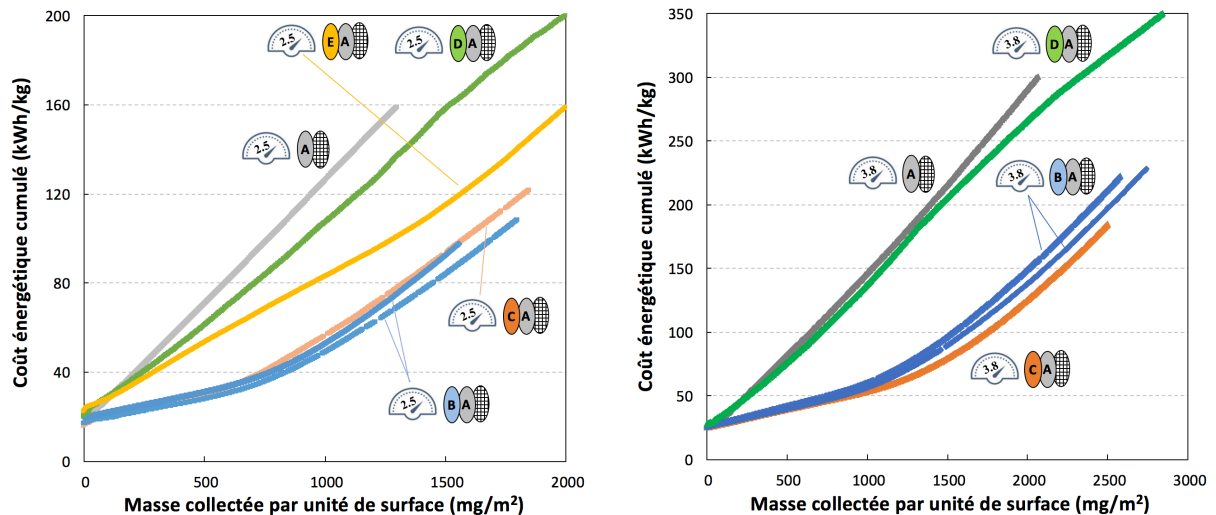 200
160
120
80
40
0
0
500
1000
1500
2000
Coût énergétique cumulé (kWh/kg)
Masse collectée par unité de surface (mg/m²)
2.5 E A
2.5 D A
2.5 A
2.5 C A
2.5 B A
350
300
250
200
150
100
50
0
0
500
1000
1500
2000
2500
3000
Coût énergétique cumulé (kWh/kg)
Masse collectée par unité de surface (mg/m²)
3.8 D A
3.8 A
3.8 B A
3.8 C A